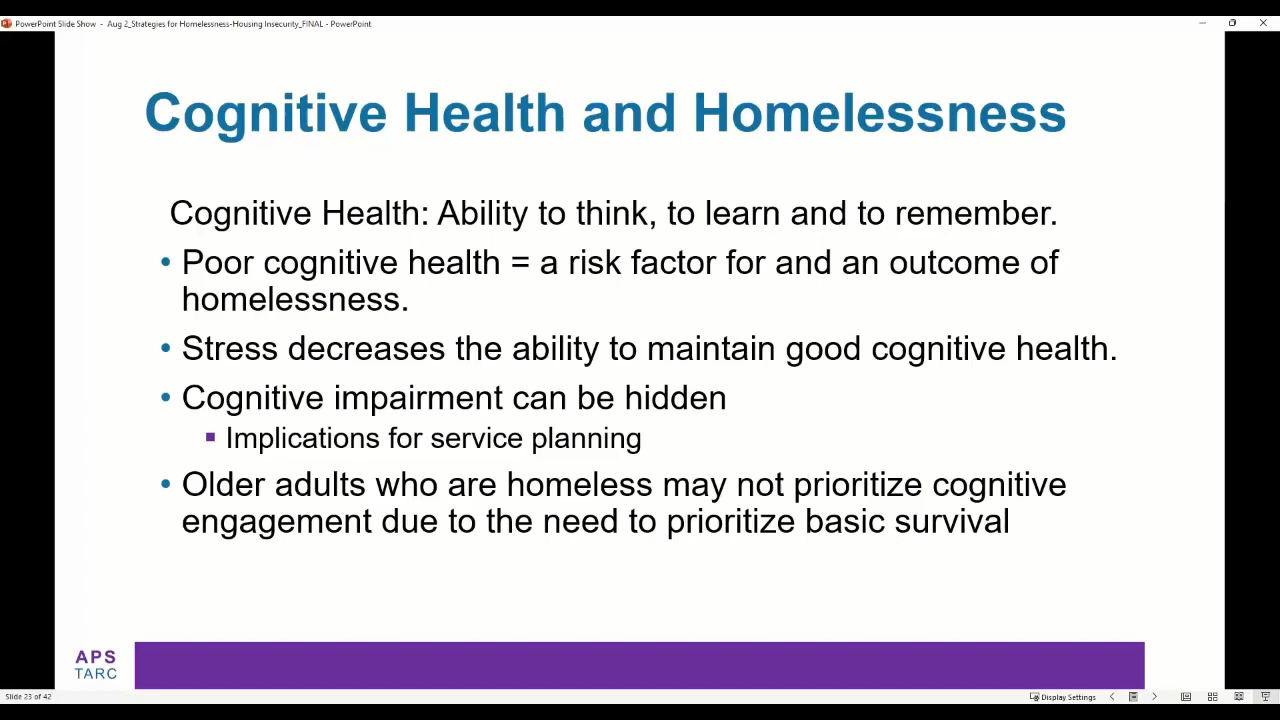 PowerPoint Slide Show - Aug 2_Strategies for Homelessness-Housing Insecurity_FINAL - PowerPoint
Cognitive Health and Homelessness
Cognitive Health: Ability to think, to learn and to remember.
• Poor cognitive health = a risk factor for and an outcome of
homelessness.
• Stress decreases the ability to maintain good cognitive health.
• Cognitive impairment can be hidden
▪ Implications for service planning
• Older adults who are homeless may not prioritize cognitive
engagement due to the need to prioritize basic survival
APS
TARC
Slide 23 of 42
Display Settings